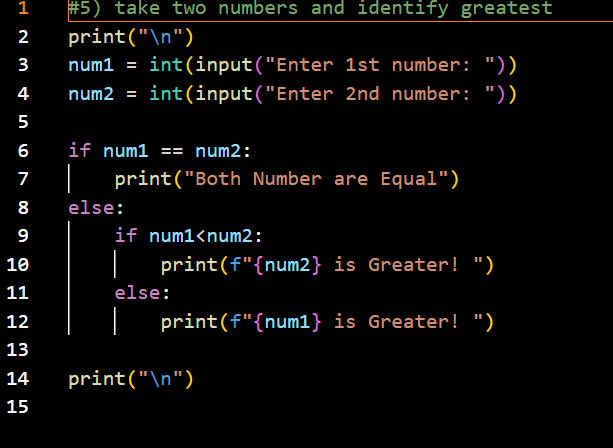 1 #5) take two numbers and identify greatest
2 print("\n")
3 num1 = int(input("Enter 1st number: "))
4 num2 = int(input("Enter 2nd number: "))
5
6 if num1 == num2:
7     print("Both Number are Equal")
8 else:
9     if num1<num2:
10         print(f"{num2} is Greater! ")
11     else:
12         print(f"{num1} is Greater! ")
13
14 print("\n")
15